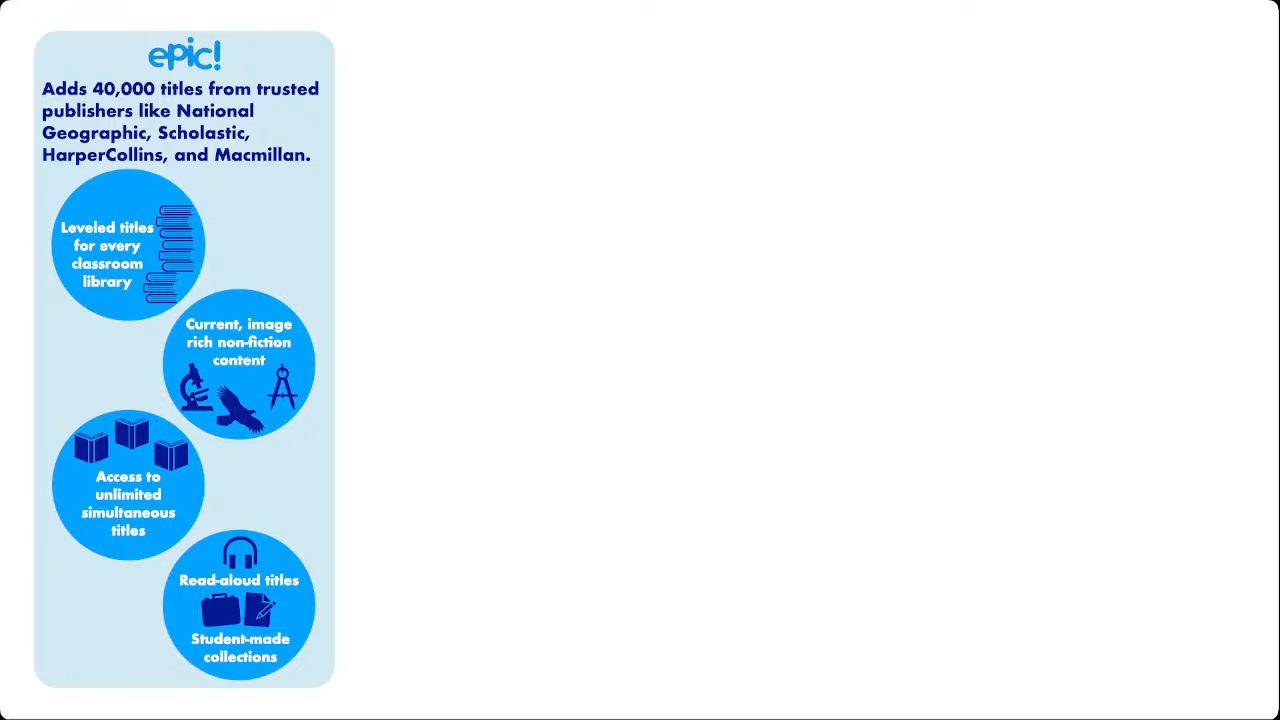 epic!
Adds 40,000 titles from trusted
publishers like National
Geographic, Scholastic,
HarperCollins, and Macmillan.
Leveled titles
for every
classroom
library
Current, image
rich non-fiction
content
Access to
unlimited
simultaneous
titles
Read-aloud titles
Student-made
collections